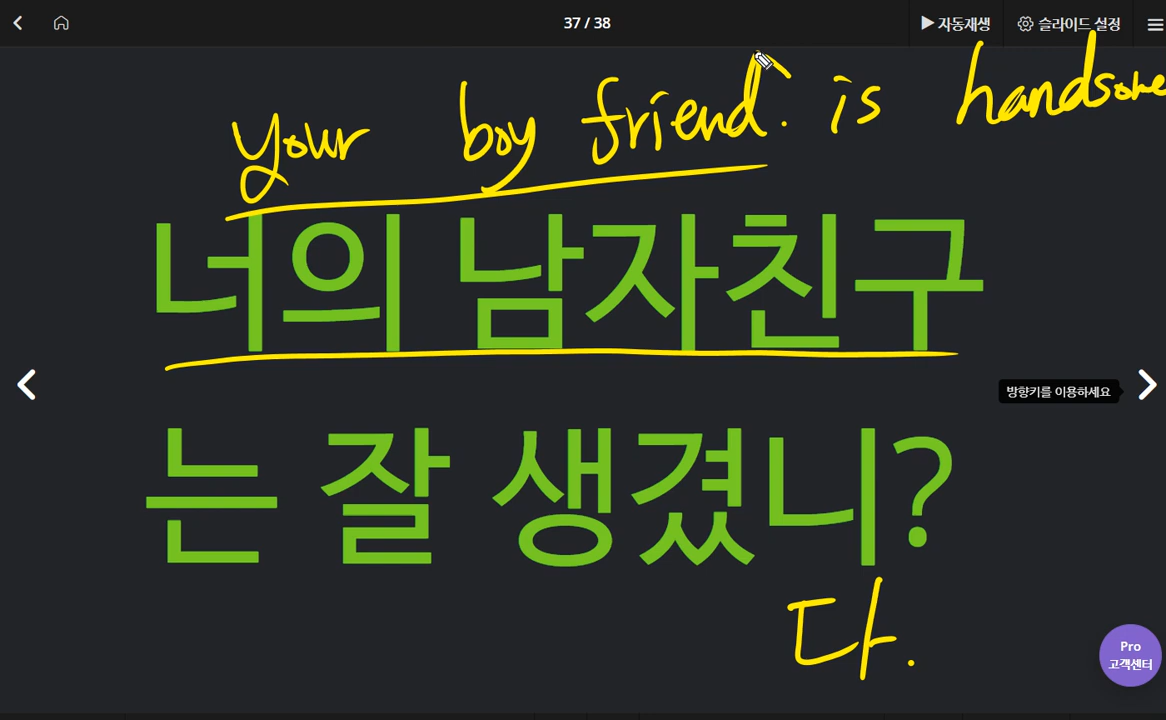 37 / 38
자동재생
슬라이드 설정
your boy friend. is handsome
너의 남자친구
방향키를 이용하세요
는 잘 생겼니?
다.
Pro
고객센터